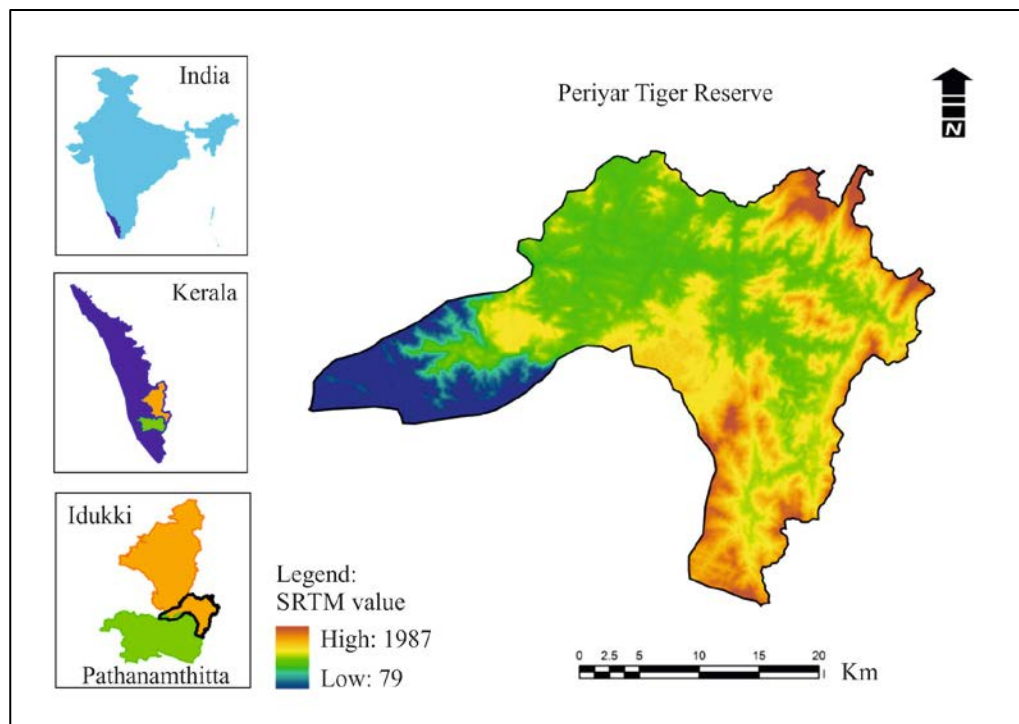 India
Kerala
Idukki
Pathanamthitta
Periyar Tiger Reserve
N
Legend:
SRTM value
High: 1987
Low: 79
0 2.5 5 10 15 20
Km